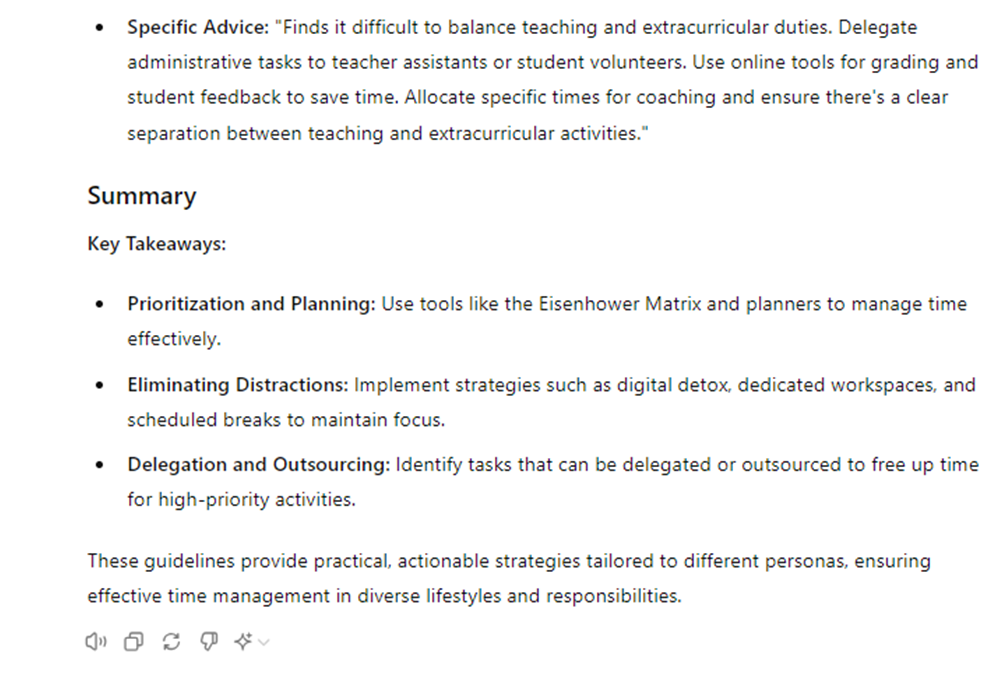 • Specific Advice: "Finds it difficult to balance teaching and extracurricular duties. Delegate
administrative tasks to teacher assistants or student volunteers. Use online tools for grading and
student feedback to save time. Allocate specific times for coaching and ensure there's a clear
separation between teaching and extracurricular activities."
Summary
Key Takeaways:
• Prioritization and Planning: Use tools like the Eisenhower Matrix and planners to manage time
effectively.
• Eliminating Distractions: Implement strategies such as digital detox, dedicated workspaces, and
scheduled breaks to maintain focus.
• Delegation and Outsourcing: Identify tasks that can be delegated or outsourced to free up time
for high-priority activities.
These guidelines provide practical, actionable strategies tailored to different personas, ensuring
effective time management in diverse lifestyles and responsibilities.